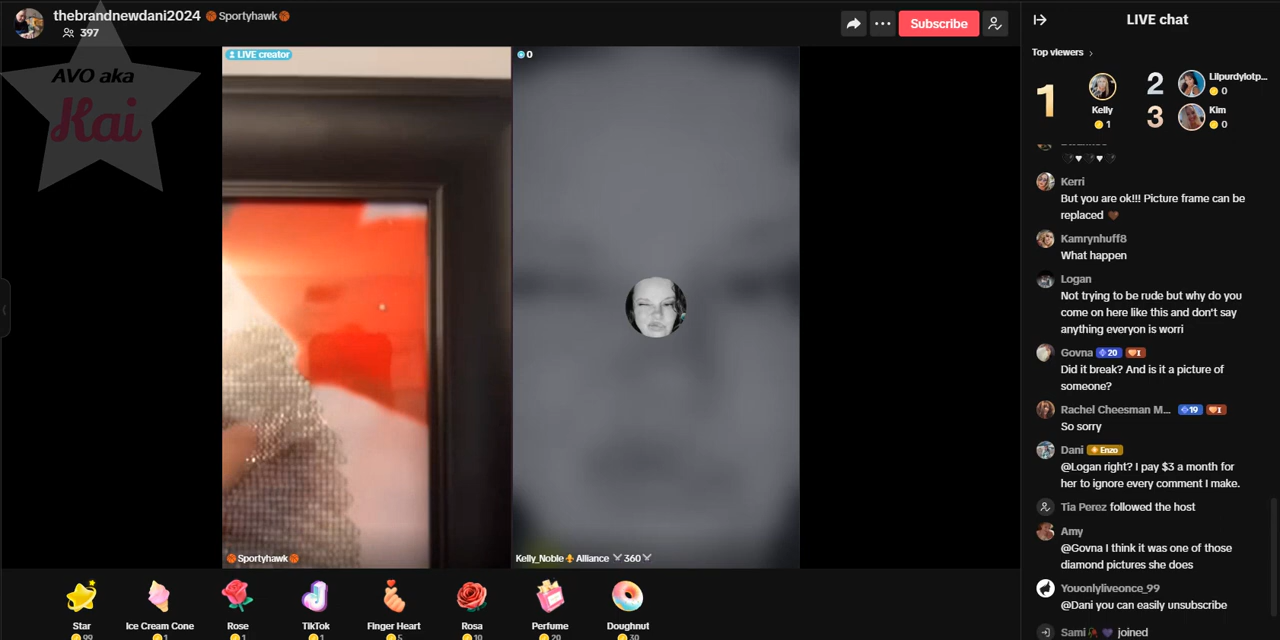 thebrandnewdani2024 🏀 Sportyhawk 🏀
397
Subscribe
AVO aka
Kai
LIVE creator
0
🏀 Sportyhawk 🏀
Kelly_Noble ⚜ Alliance ⚔ 360 ⚔
Star
99
Ice Cream Cone
1
Rose
1
TikTok
1
Finger Heart
5
Rosa
10
Perfume
20
Doughnut
30
LIVE chat
Top viewers
1
Kelly
1
2
Lilpurdylotp...
0
3
Kim
0
Kerri
But you are ok!!! Picture frame can be
replaced 🤎
Kamrynhuff8
What happen
Logan
Not trying to be rude but why do you
come on here like this and don't say
anything everyon is worri
Govna 20 I
Did it break? And is it a picture of
someone?
Rachel Cheesman M... 19 I
So sorry
Dani Enzo
@Logan right? I pay $3 a month for
her to ignore every comment I make.
Tia Perez followed the host
Amy
@Govna I think it was one of those
diamond pictures she does
Youonlyliveonce_99
@Dani you can easily unsubscribe
Sami 🥀 💜 joined